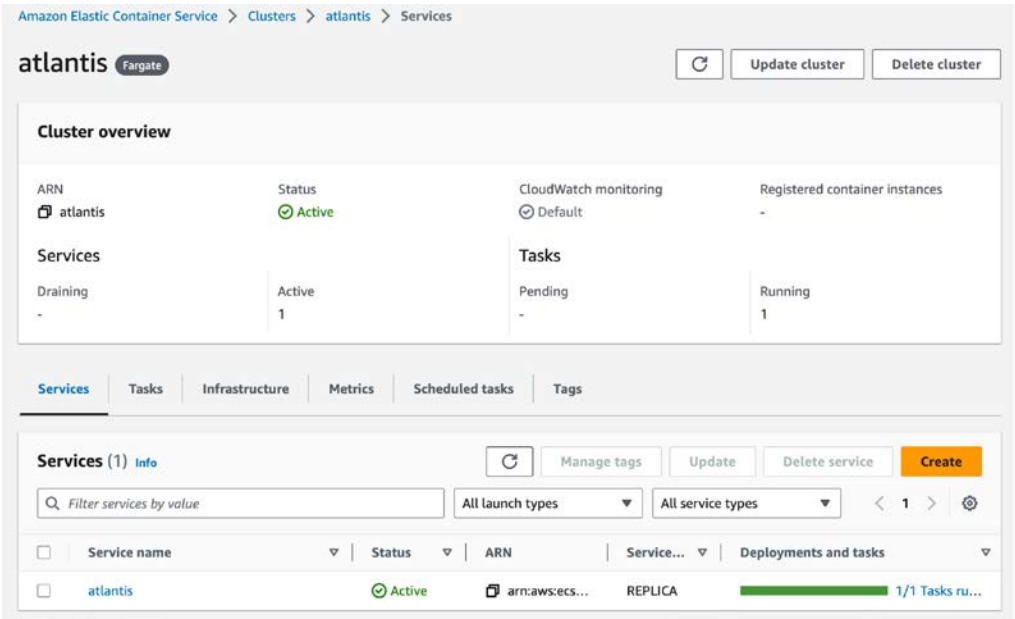 Amazon Elastic Container Service > Clusters > atlantis > Services
atlantis Fargate Update cluster Delete cluster
Cluster overview
ARN Status CloudWatch monitoring Registered container instances
atlantis Active Default -
Services Tasks
Draining Active Pending Running
- 1 - 1
Services Tasks Infrastructure Metrics Scheduled tasks Tags
Services (1) Info Manage tags Update Delete service Create
Filter services by value All launch types All service types < 1 >
Service name Status ARN Service... Deployments and tasks
atlantis Active arn:aws:ecs... REPLICA 1/1 Tasks ru...